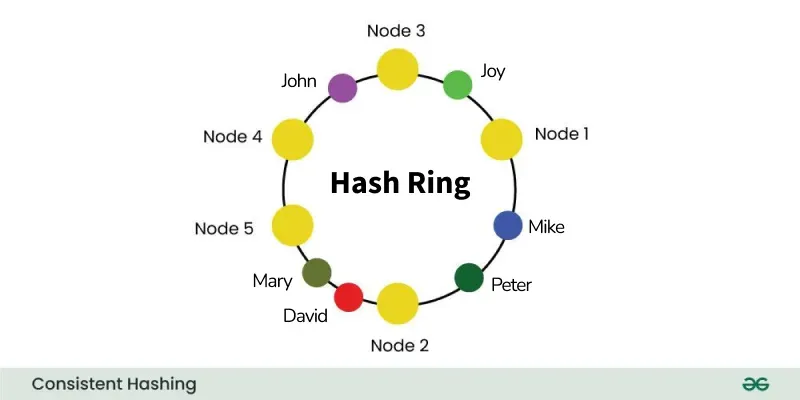 Node 3
John
Joy
Node 4
Node 1
Hash Ring
Node 5
Mike
Mary
Peter
David
Node 2
Consistent Hashing